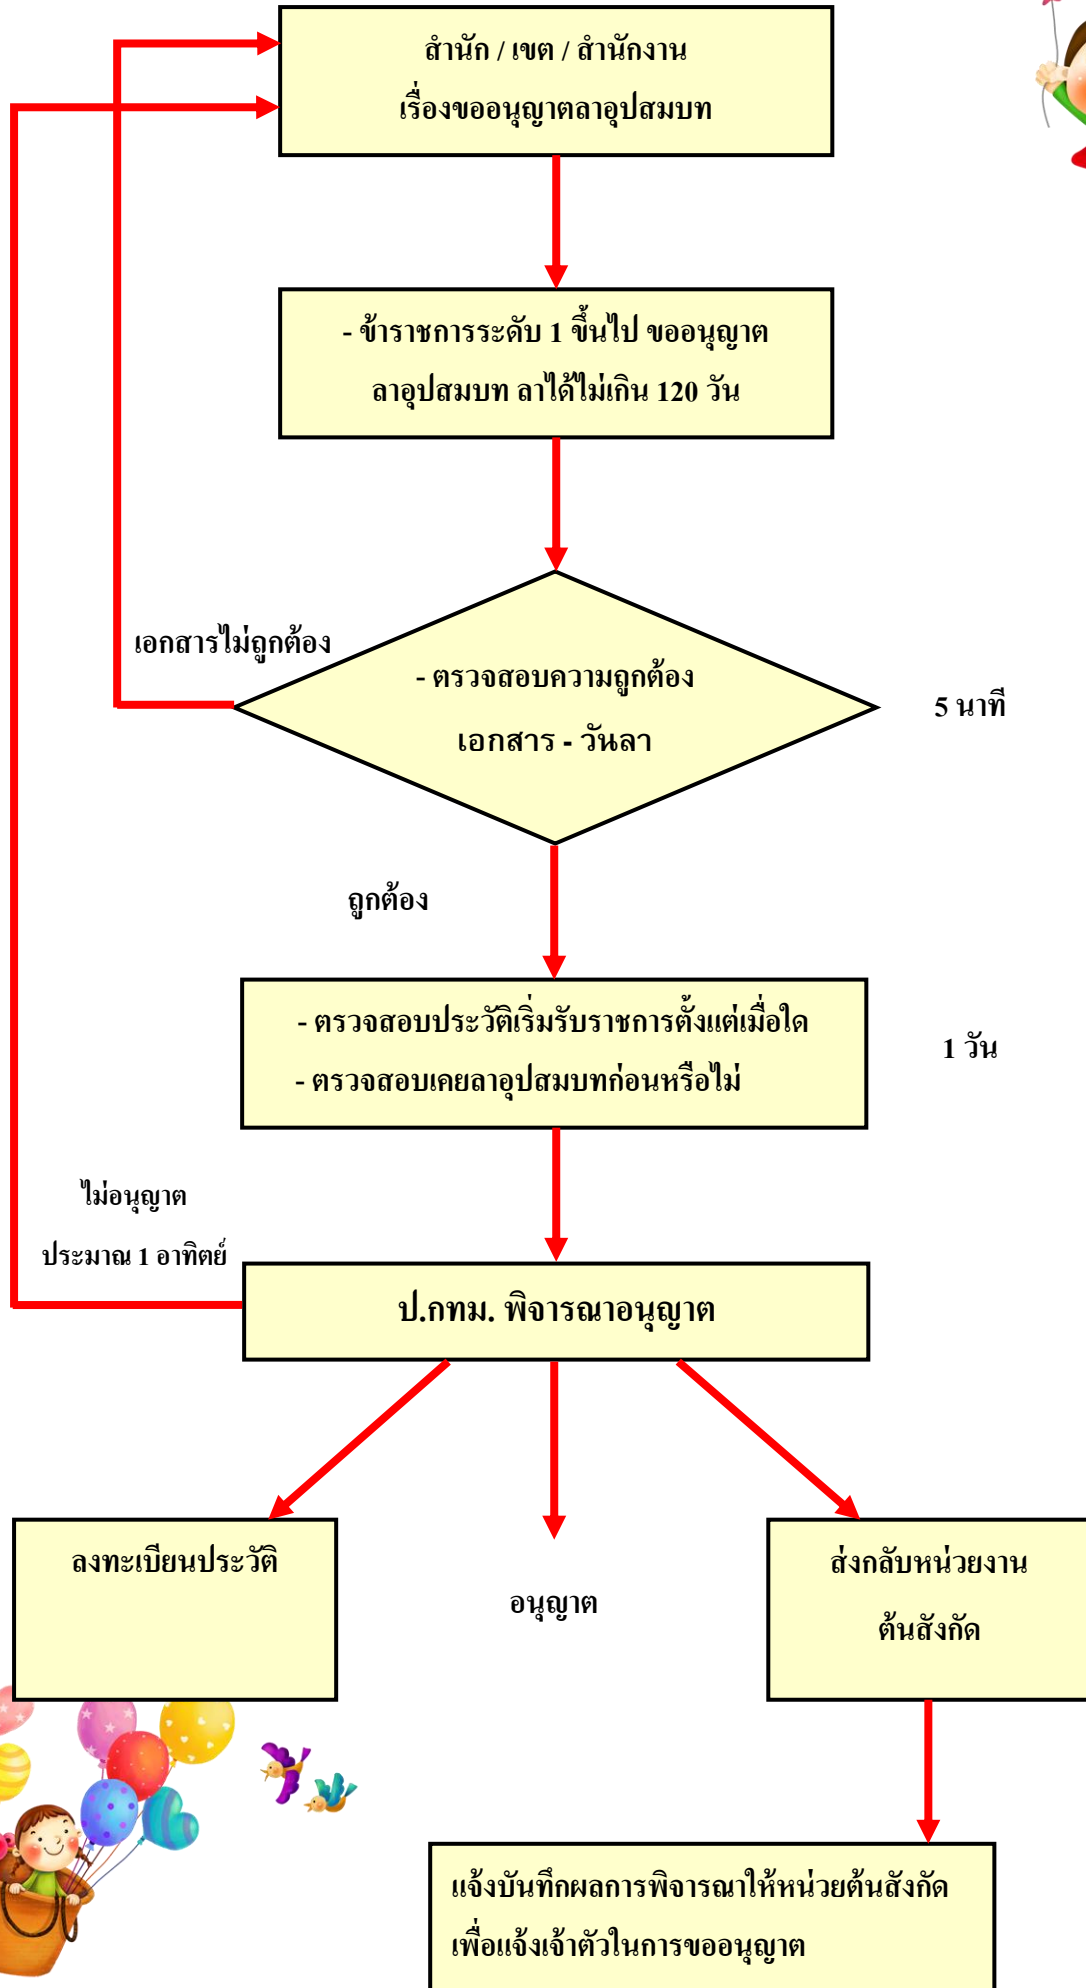 สำนัก / เขต / สำนักงาน
เรื่องขออนุญาตลาอุปสมบท
- ข้าราชการระดับ 1 ขึ้นไป ขออนุญาต
ลาอุปสมบท ลาได้ไม่เกิน 120 วัน
เอกสารไม่ถูกต้อง
- ตรวจสอบความถูกต้อง
เอกสาร - วันลา
5 นาที
ถูกต้อง
- ตรวจสอบประวัติเริ่มรับราชการตั้งแต่เมื่อใด
- ตรวจสอบเคยลาอุปสมบทก่อนหรือไม่
1 วัน
ไม่อนุญาต
ประมาณ 1 อาทิตย์
ป.กทม. พิจารณาอนุญาต
ลงทะเบียนประวัติ
อนุญาต
ส่งกลับหน่วยงาน
ต้นสังกัด
แจ้งบันทึกผลการพิจารณาให้หน่วยต้นสังกัด
เพื่อแจ้งเจ้าตัวในการขออนุญาต